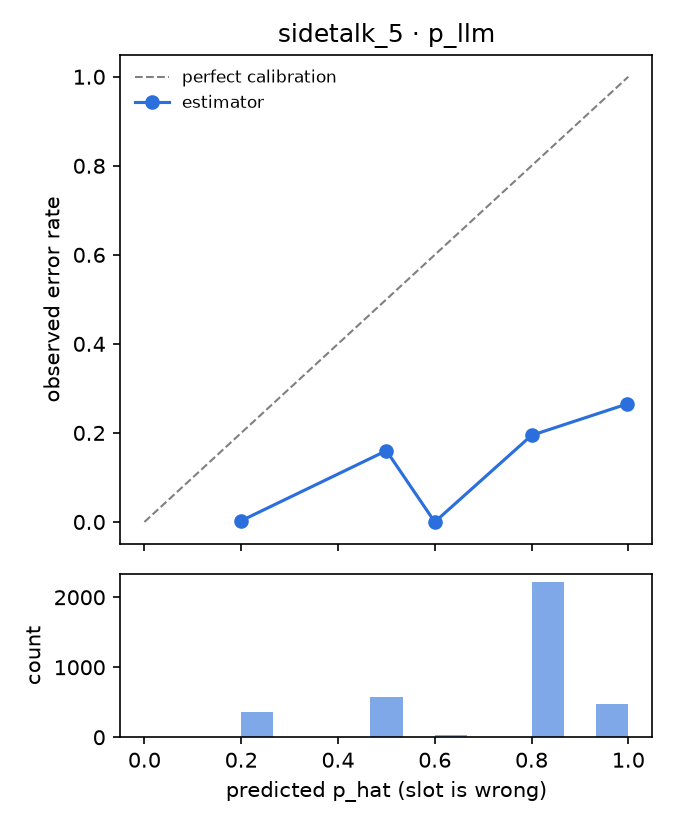 sidetalk_5 · p_llm
perfect calibration
estimator
1.0
0.8
0.6
0.4
0.2
0.0
observed error rate
2000
1000
0
count
0.0 0.2 0.4 0.6 0.8 1.0
predicted p_hat (slot is wrong)